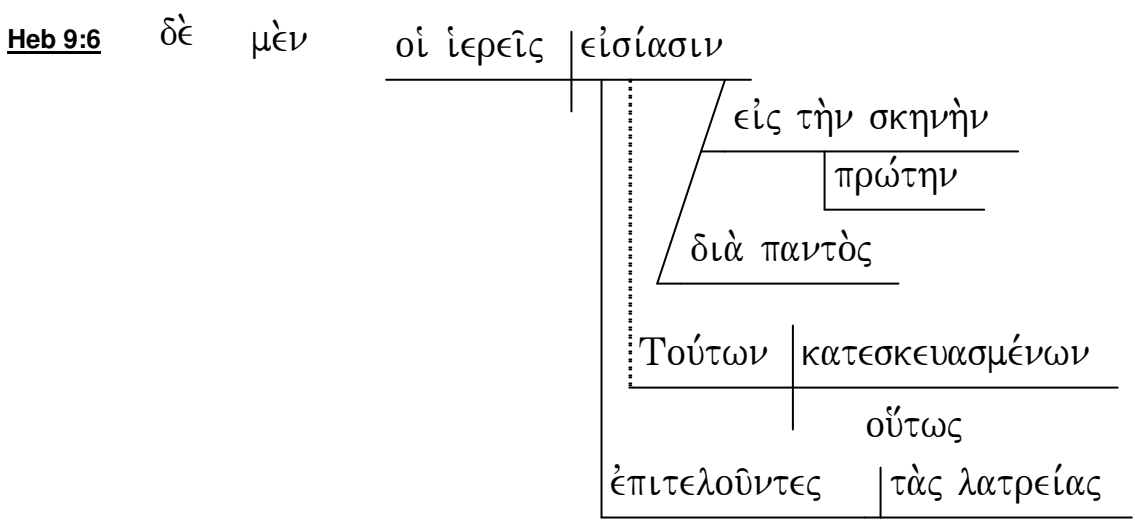 Heb 9:6 δὲ μὲν οἱ ἱερεῖς εἰσίασιν
εἰς τὴν σκηνὴν
πρώτην
διὰ παντὸς
Τούτων κατεσκευασμένων
οὕτως
ἐπιτελοῦντες τὰς λατρείας